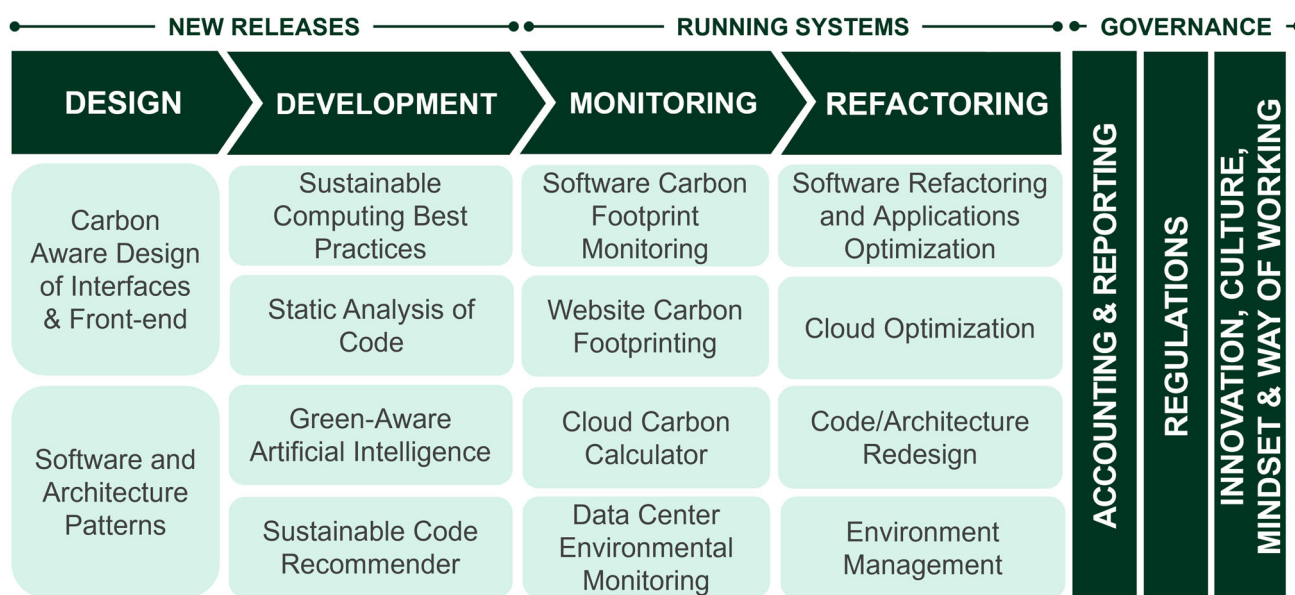 NEW RELEASES
RUNNING SYSTEMS
GOVERNANCE
DESIGN
DEVELOPMENT
MONITORING
REFACTORING
Carbon
Aware Design
of Interfaces
& Front-end
Software and
Architecture
Patterns
Sustainable
Computing Best
Practices
Static Analysis of
Code
Green-Aware
Artificial Intelligence
Sustainable Code
Recommender
Software Carbon
Footprint
Monitoring
Website Carbon
Footprinting
Cloud Carbon
Calculator
Data Center
Environmental
Monitoring
Software Refactoring
and Applications
Optimization
Cloud Optimization
Code/Architecture
Redesign
Environment
Management
ACCOUNTING & REPORTING
REGULATIONS
INNOVATION, CULTURE,
MINDSET & WAY OF WORKING